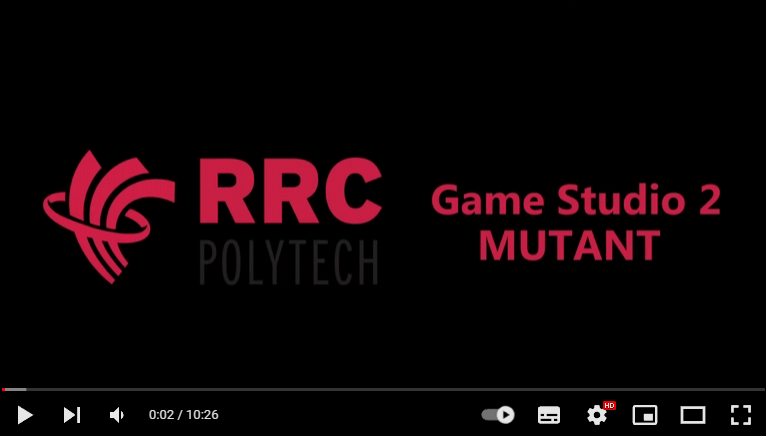 RRC
POLYTECH
Game Studio 2
MUTANT
0:02 / 10:26
HD